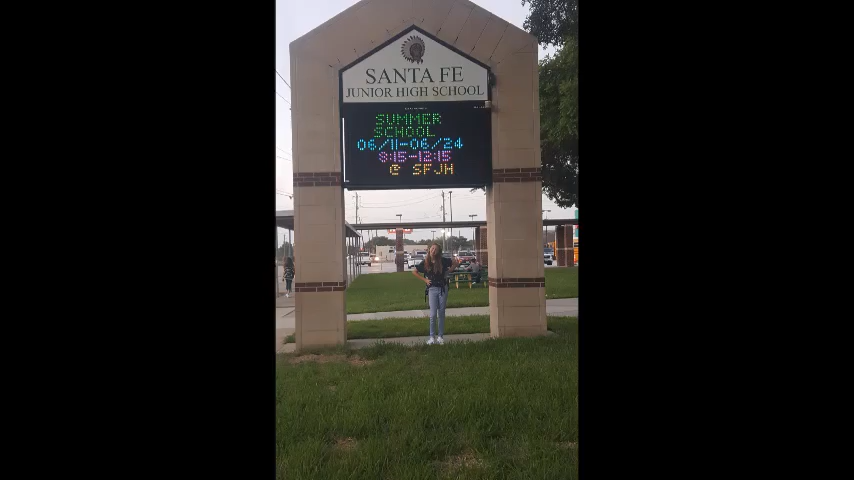 SANTA FE
JUNIOR HIGH SCHOOL
SUMMER
SCHOOL
06/11-06/24
8:15-12:15
@ SFJH